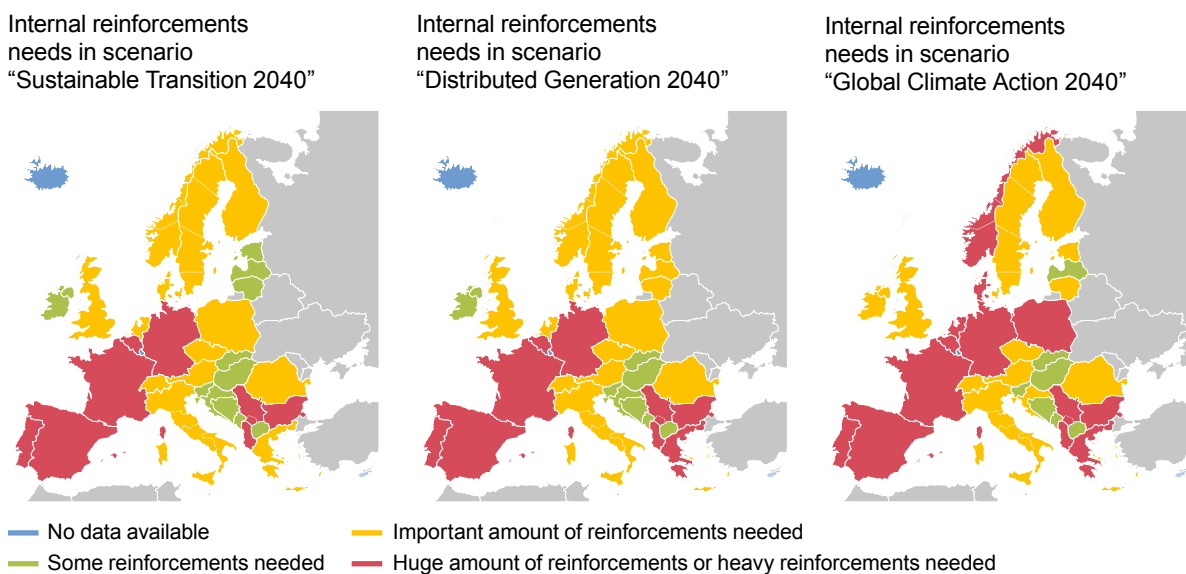 Internal reinforcements
needs in scenario
“Sustainable Transition 2040”
Internal reinforcements
needs in scenario
“Distributed Generation 2040”
Internal reinforcements
needs in scenario
“Global Climate Action 2040”
No data available
Important amount of reinforcements needed
Some reinforcements needed
Huge amount of reinforcements or heavy reinforcements needed